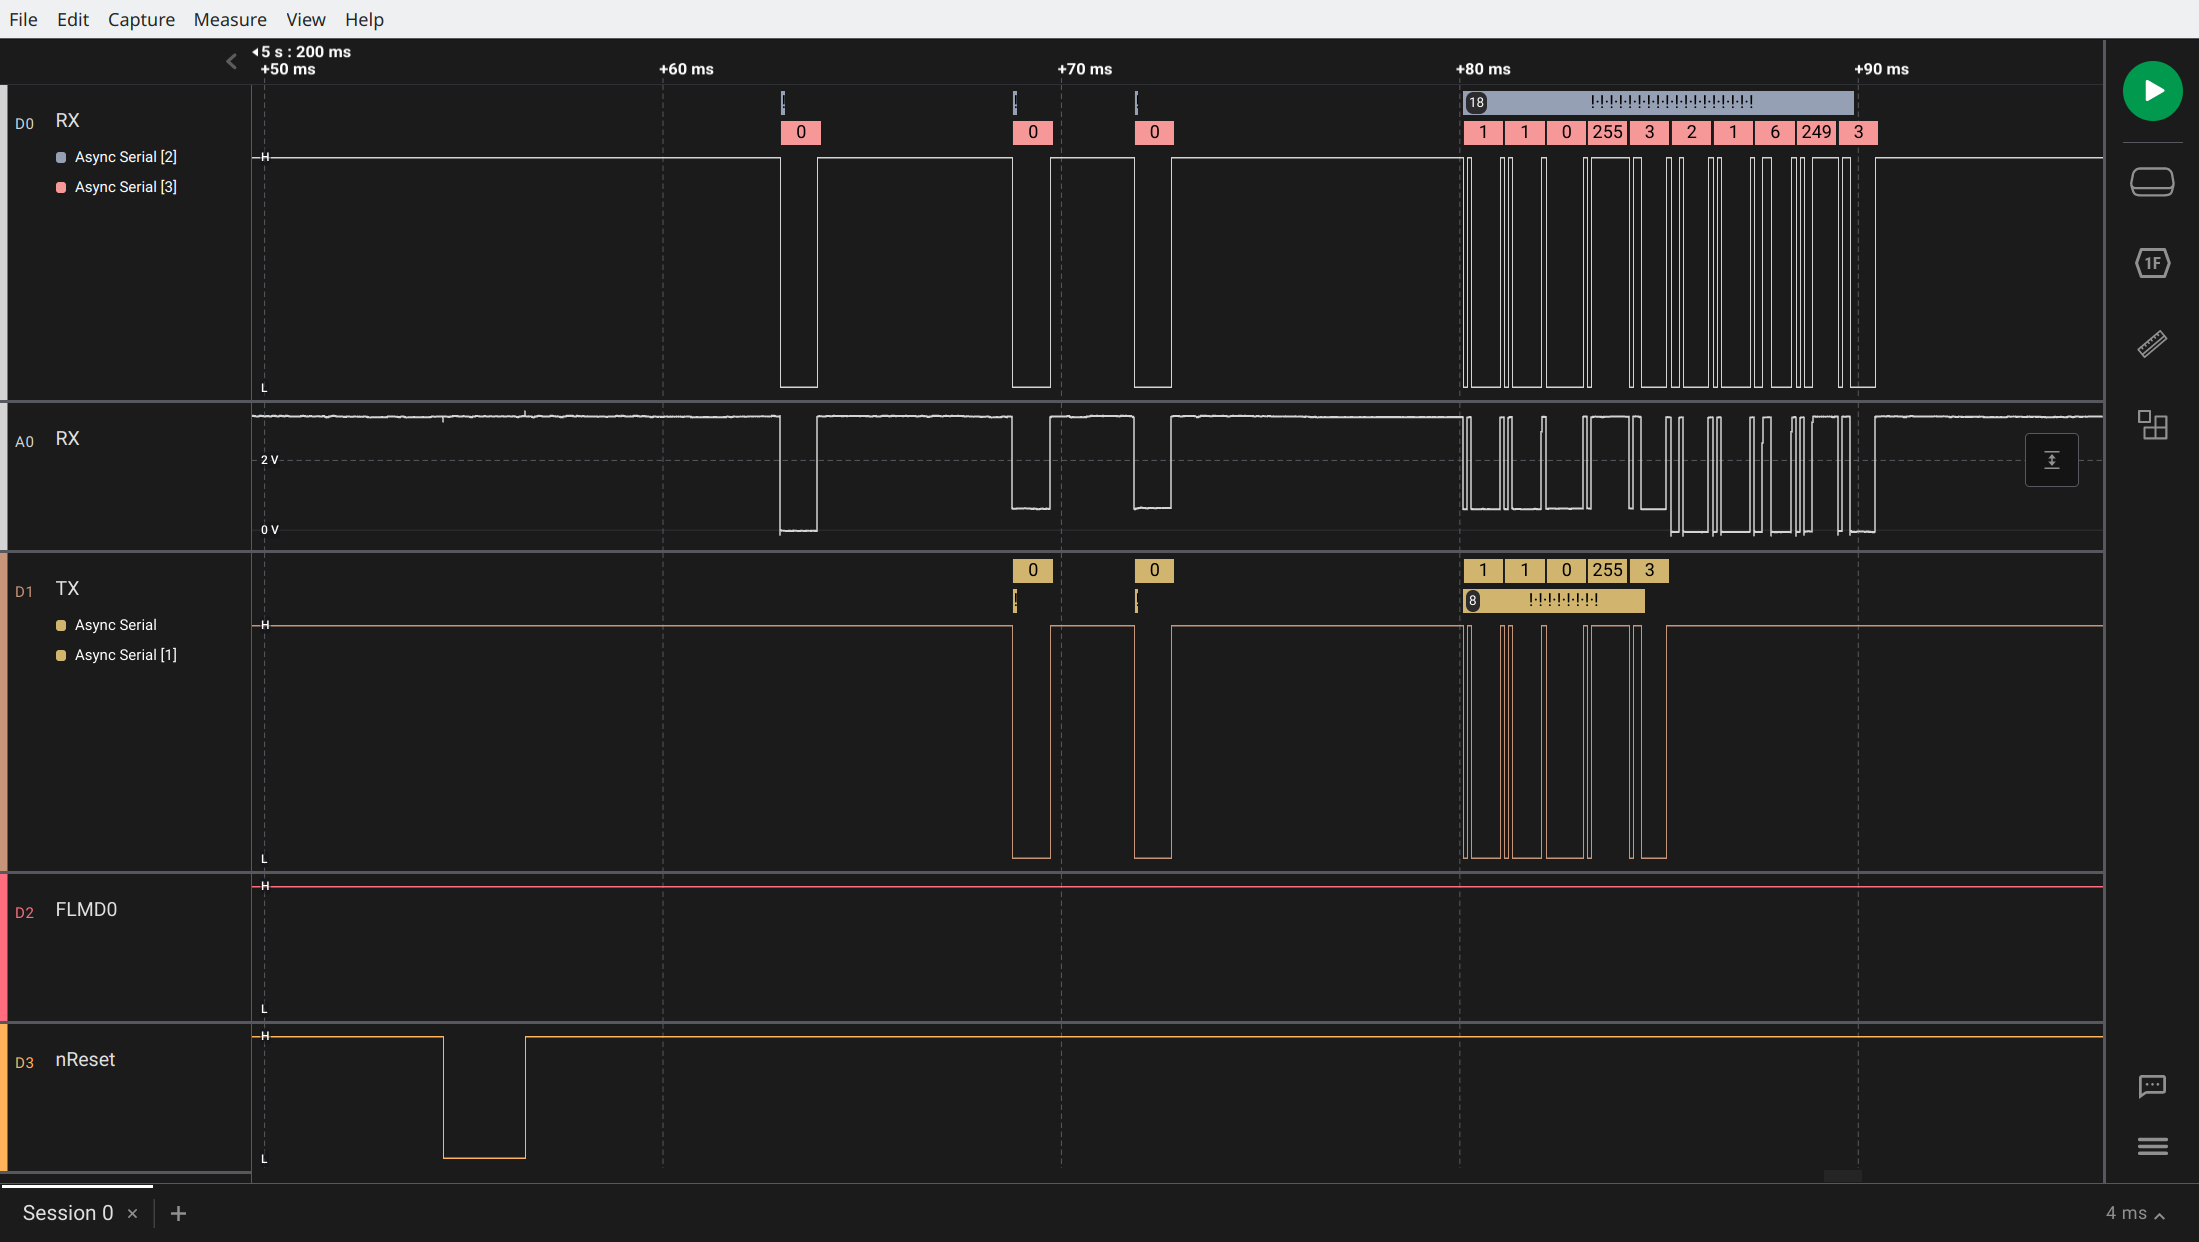 File Edit Capture Measure View Help
5 s : 200 ms
+50 ms +60 ms +70 ms +80 ms +90 ms
D0 RX
Async Serial [2]
Async Serial [3]
18
0 0 0 1 1 0 255 3 2 1 6 249 3
H
L
A0 RX
2 V
0 V
D1 TX
Async Serial
Async Serial [1]
0 0 1 1 0 255 3
8
H
L
D2 FLMD0
H
L
D3 nReset
H
L
1F
Session 0 × +
4 ms